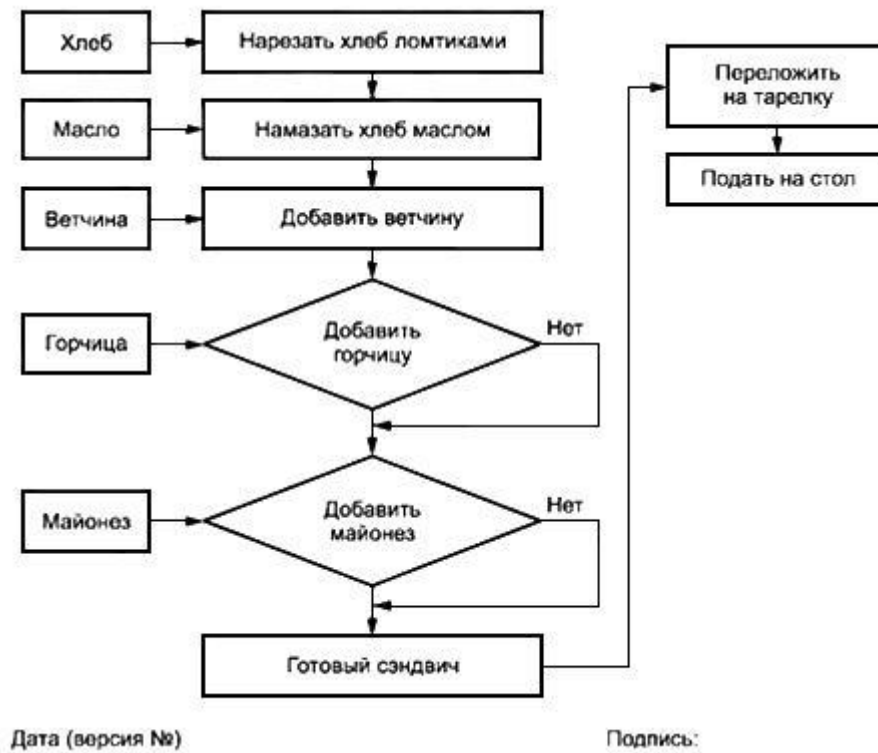 Хлеб
Нарезать хлеб ломтиками
Масло
Намазать хлеб маслом
Ветчина
Добавить ветчину
Горчица
Добавить
горчицу
Нет
Майонез
Добавить
майонез
Нет
Готовый сэндвич
Переложить
на тарелку
Подать на стол
Дата (версия №)
Подпись: